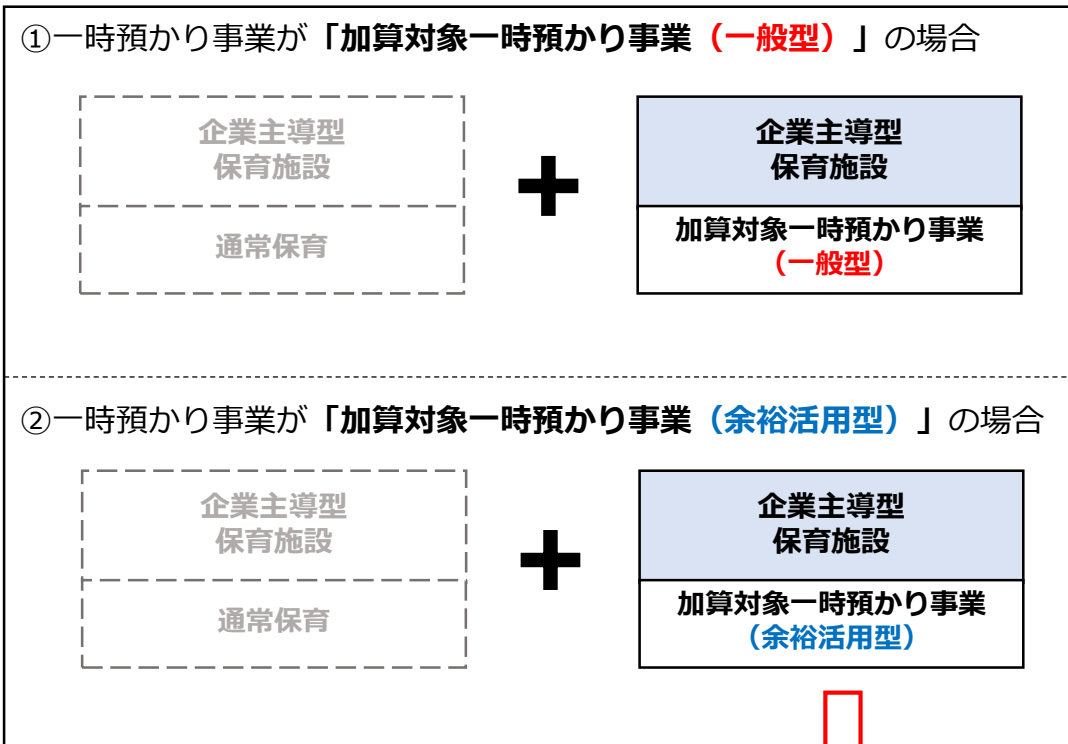 ①一時預かり事業が「加算対象一時預かり事業（一般型）」の場合
企業主導型
保育施設
通常保育
＋
企業主導型
保育施設
加算対象一時預かり事業
（一般型）
②一時預かり事業が「加算対象一時預かり事業（余裕活用型）」の場合
企業主導型
保育施設
通常保育
＋
企業主導型
保育施設
加算対象一時預かり事業
（余裕活用型）